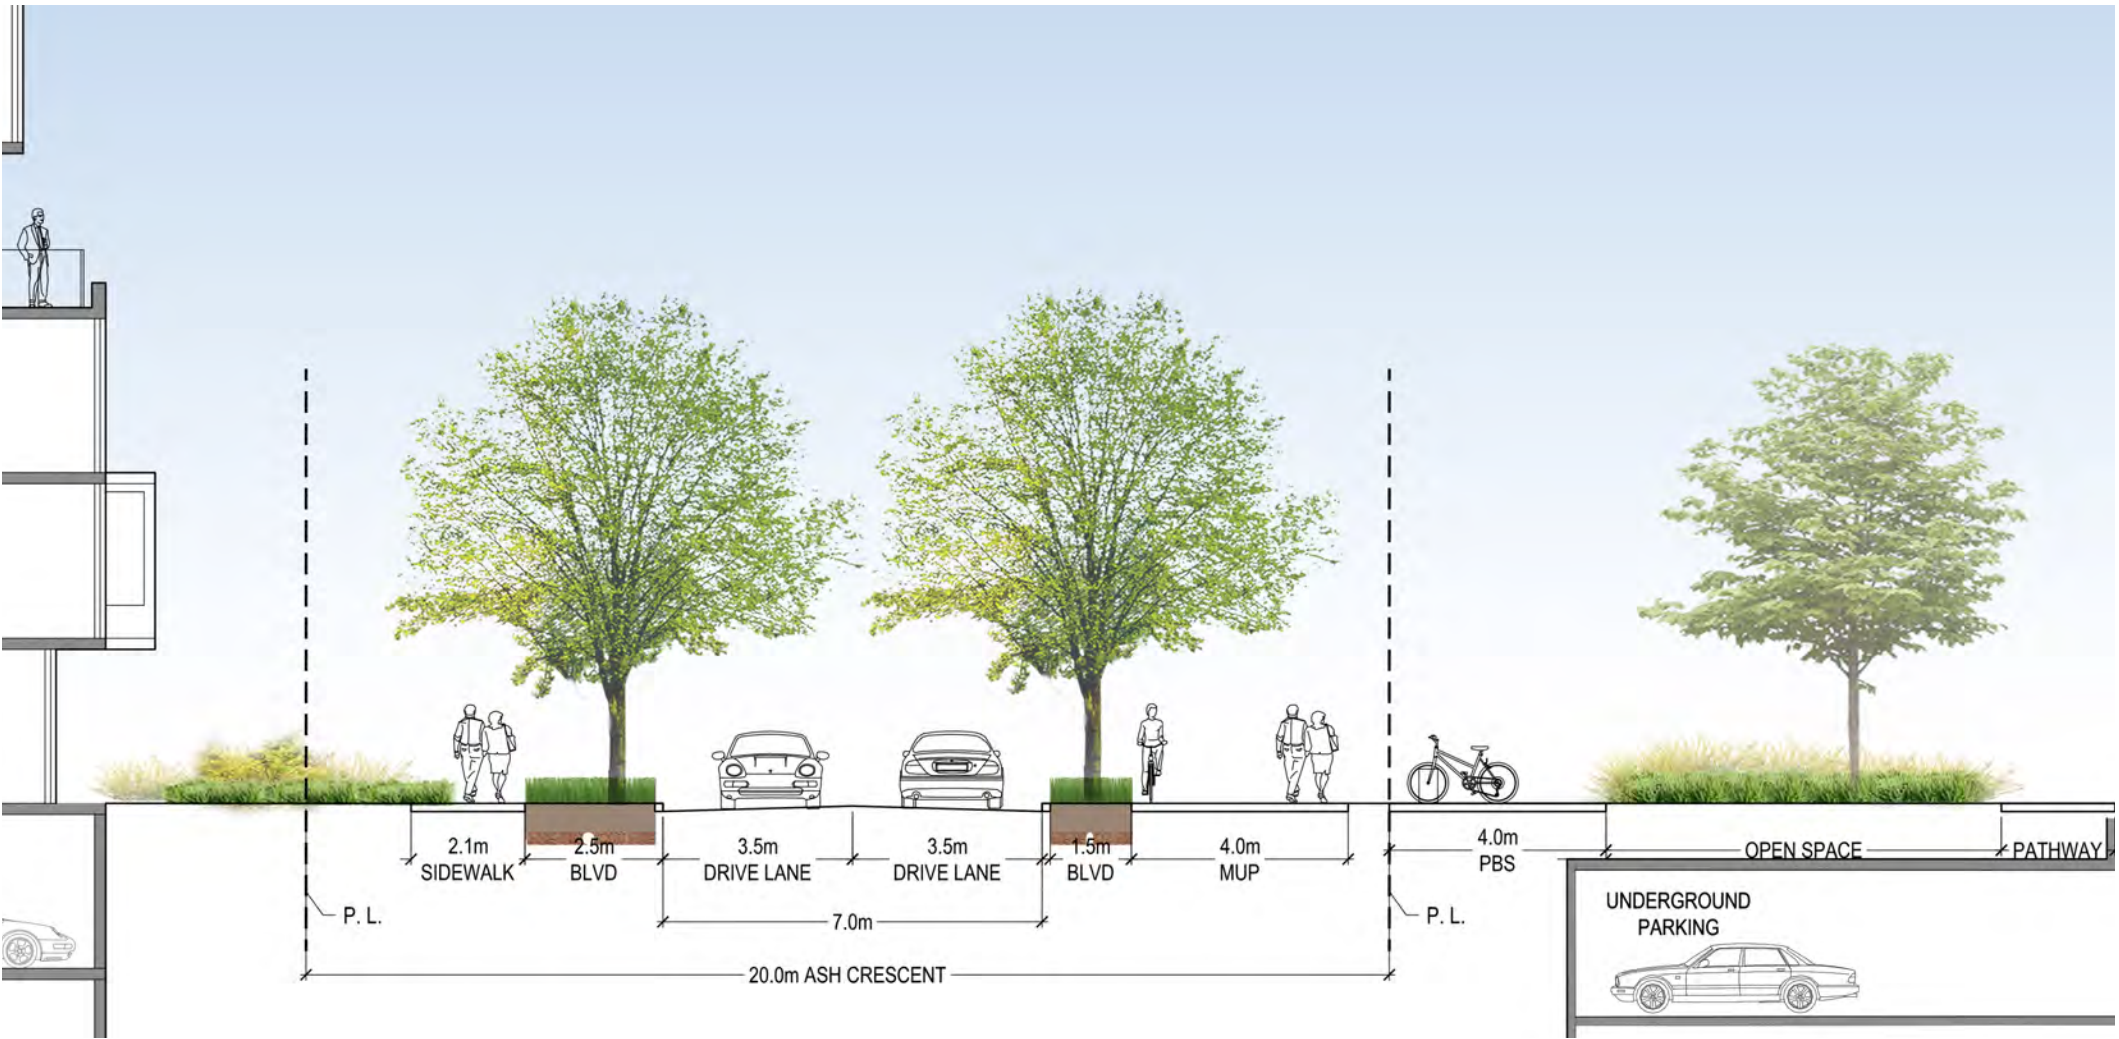 2.1m
SIDEWALK
2.5m
BLVD
3.5m
DRIVE LANE
3.5m
DRIVE LANE
1.5m
BLVD
4.0m
MUP
4.0m
PBS
OPEN SPACE
PATHWAY
UNDERGROUND
PARKING
P. L.
7.0m
P. L.
20.0m ASH CRESCENT